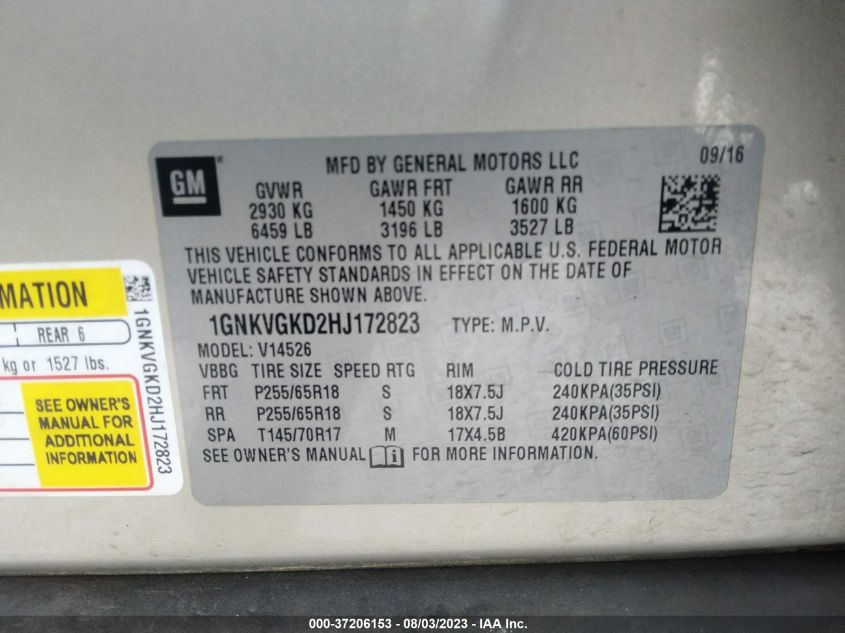 MFD BY GENERAL MOTORS LLC 09/16
GM®
GVWR GAWR FRT GAWR RR
2930 KG 1450 KG 1600 KG
6459 LB 3196 LB 3527 LB
THIS VEHICLE CONFORMS TO ALL APPLICABLE U.S. FEDERAL MOTOR
VEHICLE SAFETY STANDARDS IN EFFECT ON THE DATE OF
MANUFACTURE SHOWN ABOVE.
1GNKVGKD2HJ172823 TYPE: M.P.V.
MODEL: V14526
VBBG TIRE SIZE SPEED RTG RIM COLD TIRE PRESSURE
FRT P255/65R18 S 18X7.5J 240KPA(35PSI)
RR P255/65R18 S 18X7.5J 240KPA(35PSI)
SPA T145/70R17 M 17X4.5B 420KPA(60PSI)
SEE OWNER'S MANUAL i FOR MORE INFORMATION.
MATION
REAR 6
kg or 1527 lbs.
SEE OWNER'S
MANUAL FOR
ADDITIONAL
INFORMATION
1GNKVGKD2HJ172823
000-37206153 - 08/03/2023 - IAA Inc.